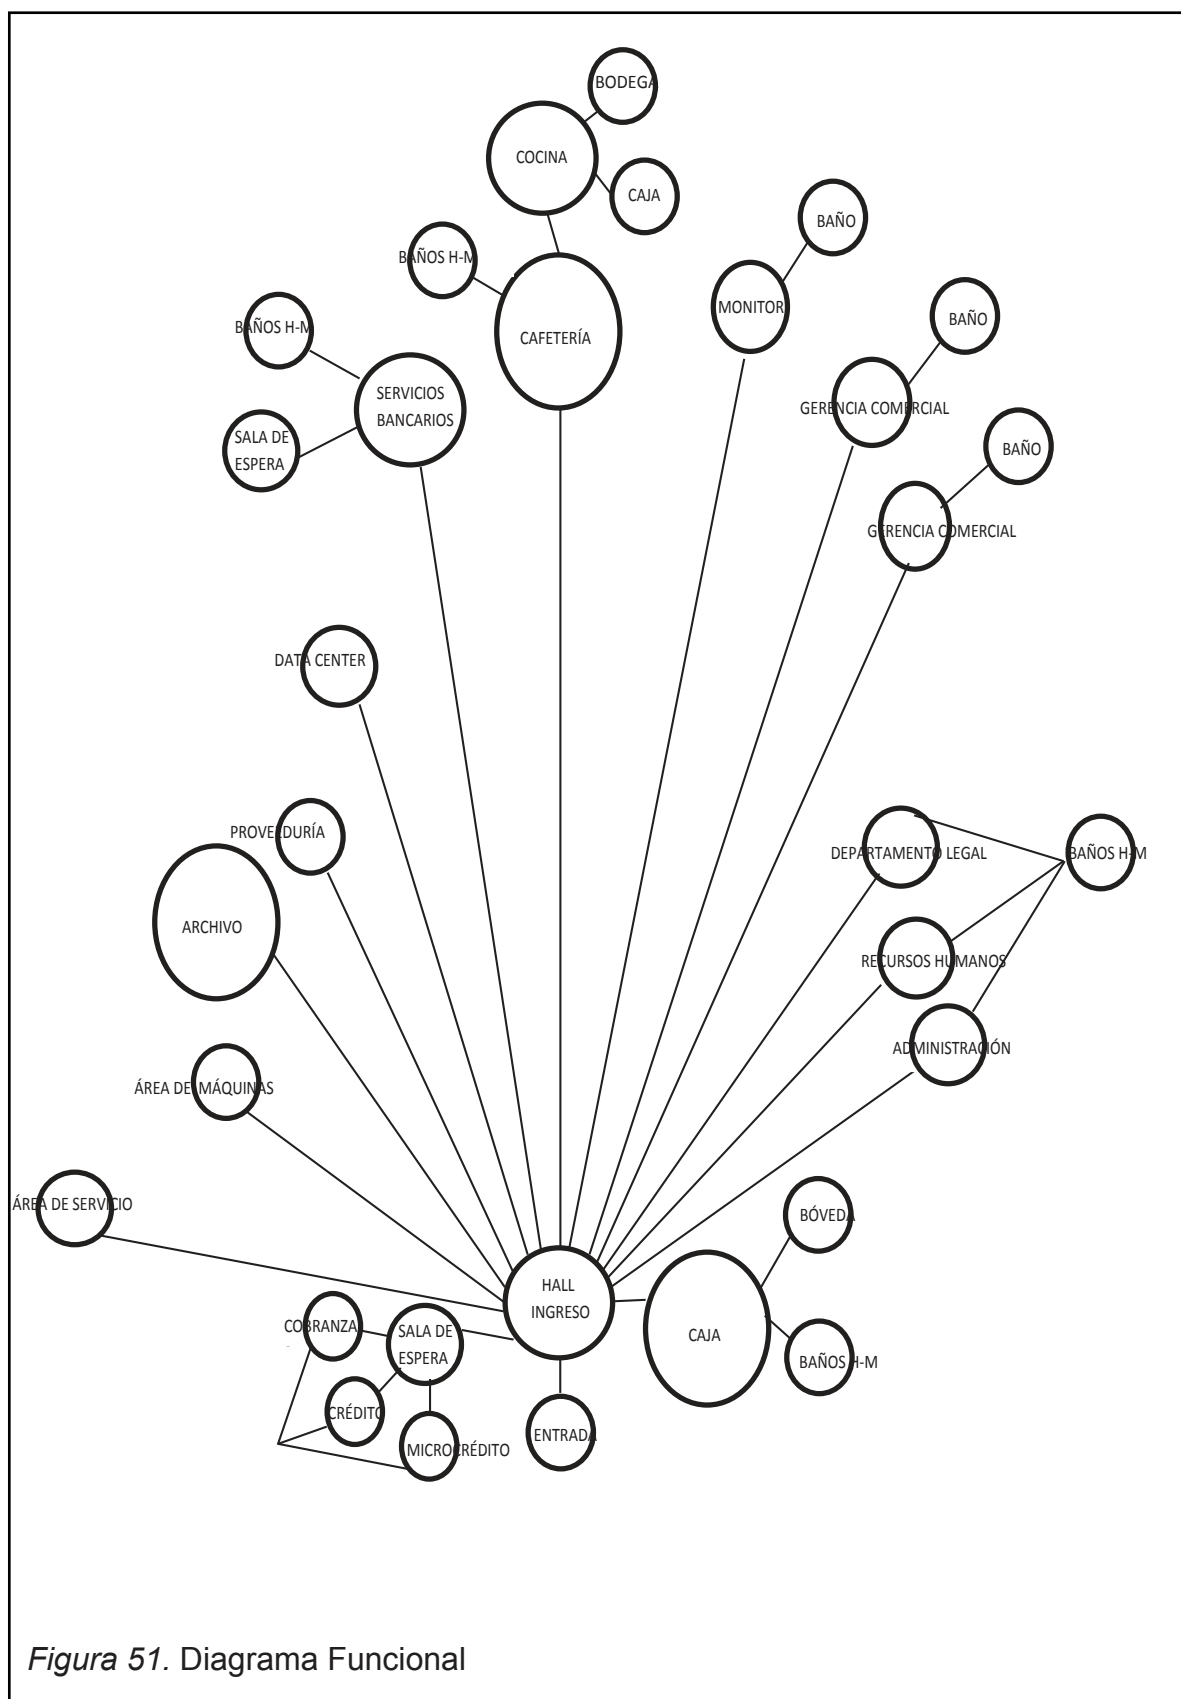 BODEGA
COCINA
CAJA
BAÑO
BAÑOS H-M
MONITOR
CAFETERÍA
BAÑO
BAÑOS H-M
SERVICIOS
BANCARIOS
GERENCIA COMERCIAL
SALA DE
ESPERA
BAÑO
GERENCIA COMERCIAL
DATA CENTER
PROVEEDURÍA
DEPARTAMENTO LEGAL
BAÑOS H-M
ARCHIVO
RECURSOS HUMANOS
ADMINISTRACIÓN
ÁREA DE MÁQUINAS
ÁREA DE SERVICIO
BÓVEDA
HALL
INGRESO
COBRANZA
SALA DE
ESPERA
CAJA
BAÑOS H-M
CRÉDITO
MICROCRÉDITO
ENTRADA
Figura 51. Diagrama Funcional